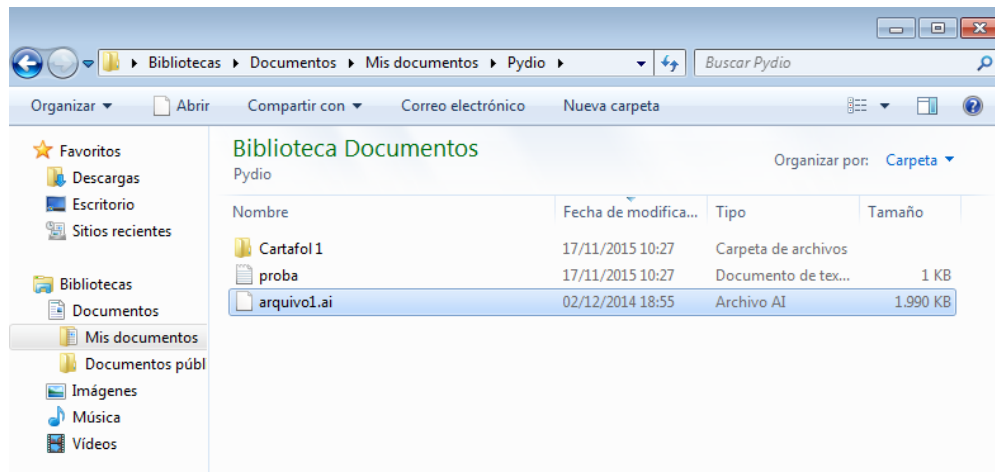 Bibliotecas Documentos Mis documentos Pydio Buscar Pydio
Organizar Abrir Compartir con Correo electrónico Nueva carpeta
Favoritos
Descargas
Escritorio
Sitios recientes
Bibliotecas
Documentos
Mis documentos
Documentos públ
Imágenes
Música
Vídeos
Biblioteca Documentos
Pydio
Organizar por: Carpeta
Nombre Fecha de modifica... Tipo Tamaño
Cartafol 1 17/11/2015 10:27 Carpeta de archivos
proba 17/11/2015 10:27 Documento de tex... 1 KB
arquivo1.ai 02/12/2014 18:55 Archivo AI 1.990 KB